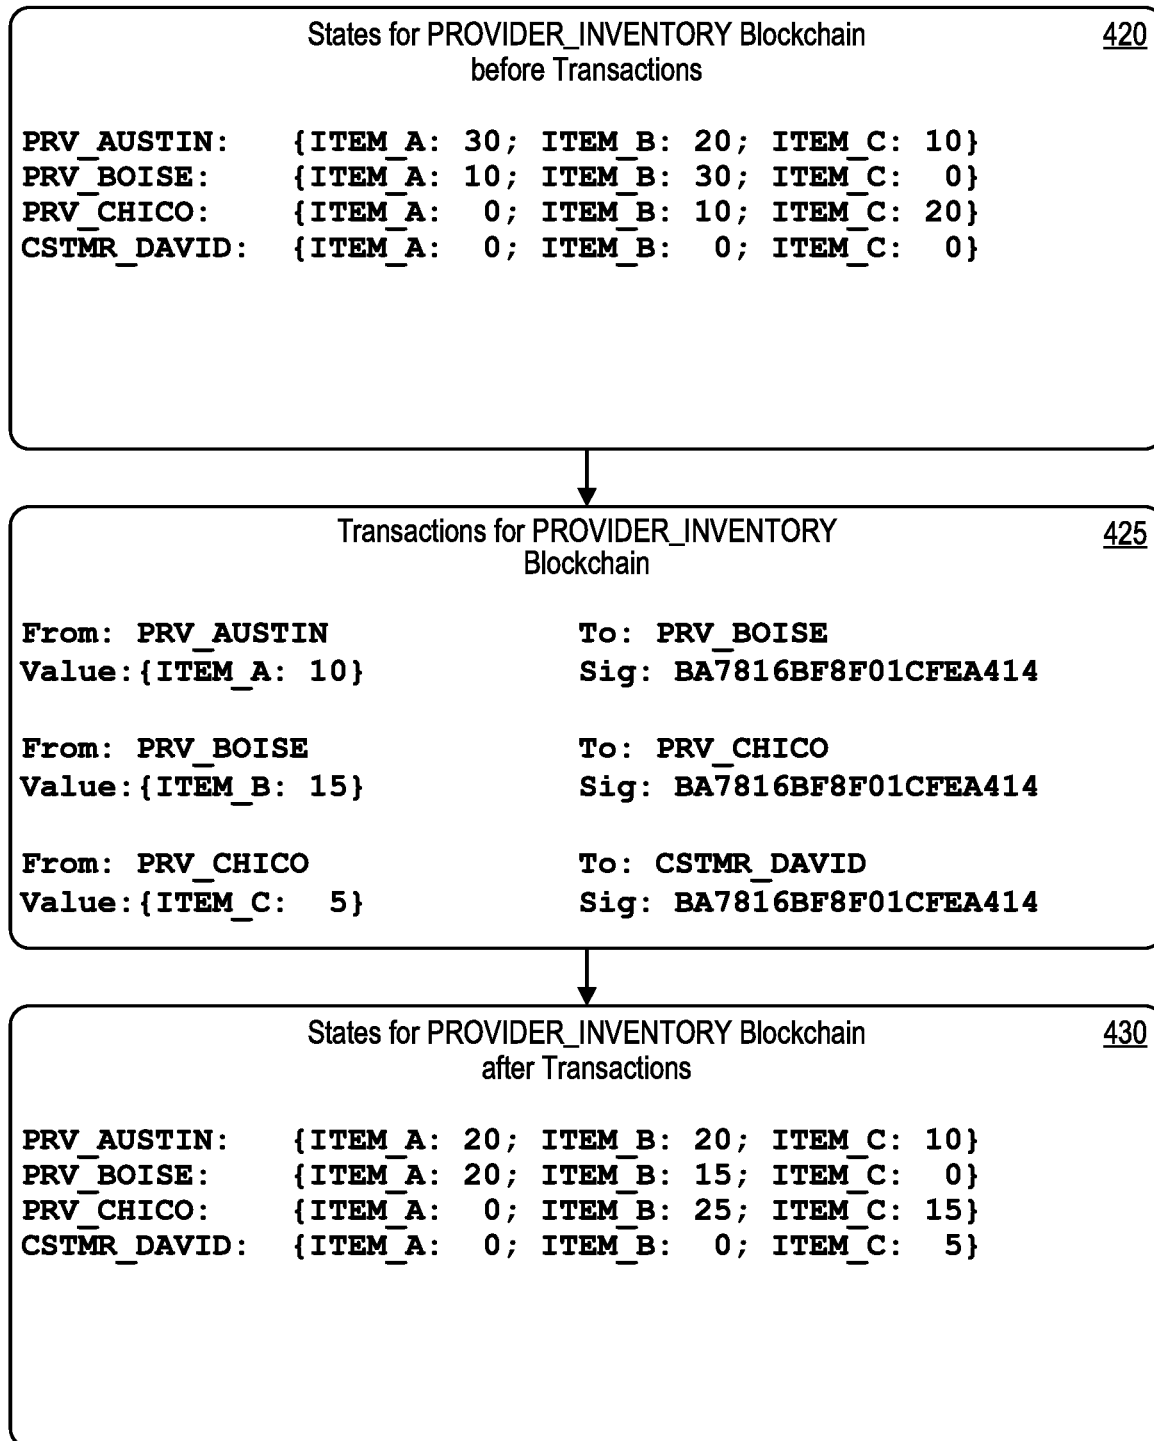 States for PROVIDER_INVENTORY Blockchain 420
before Transactions
PRV_AUSTIN: {ITEM_A: 30; ITEM_B: 20; ITEM_C: 10}
PRV_BOISE: {ITEM_A: 10; ITEM_B: 30; ITEM_C: 0}
PRV_CHICO: {ITEM_A: 0; ITEM_B: 10; ITEM_C: 20}
CSTMR_DAVID: {ITEM_A: 0; ITEM_B: 0; ITEM_C: 0}
Transactions for PROVIDER_INVENTORY 425
Blockchain
From: PRV_AUSTIN To: PRV_BOISE
Value:{ITEM_A: 10} Sig: BA7816BF8F01CFEA414
From: PRV_BOISE To: PRV_CHICO
Value:{ITEM_B: 15} Sig: BA7816BF8F01CFEA414
From: PRV_CHICO To: CSTMR_DAVID
Value:{ITEM_C: 5} Sig: BA7816BF8F01CFEA414
States for PROVIDER_INVENTORY Blockchain 430
after Transactions
PRV_AUSTIN: {ITEM_A: 20; ITEM_B: 20; ITEM_C: 10}
PRV_BOISE: {ITEM_A: 20; ITEM_B: 15; ITEM_C: 0}
PRV_CHICO: {ITEM_A: 0; ITEM_B: 25; ITEM_C: 15}
CSTMR_DAVID: {ITEM_A: 0; ITEM_B: 0; ITEM_C: 5}